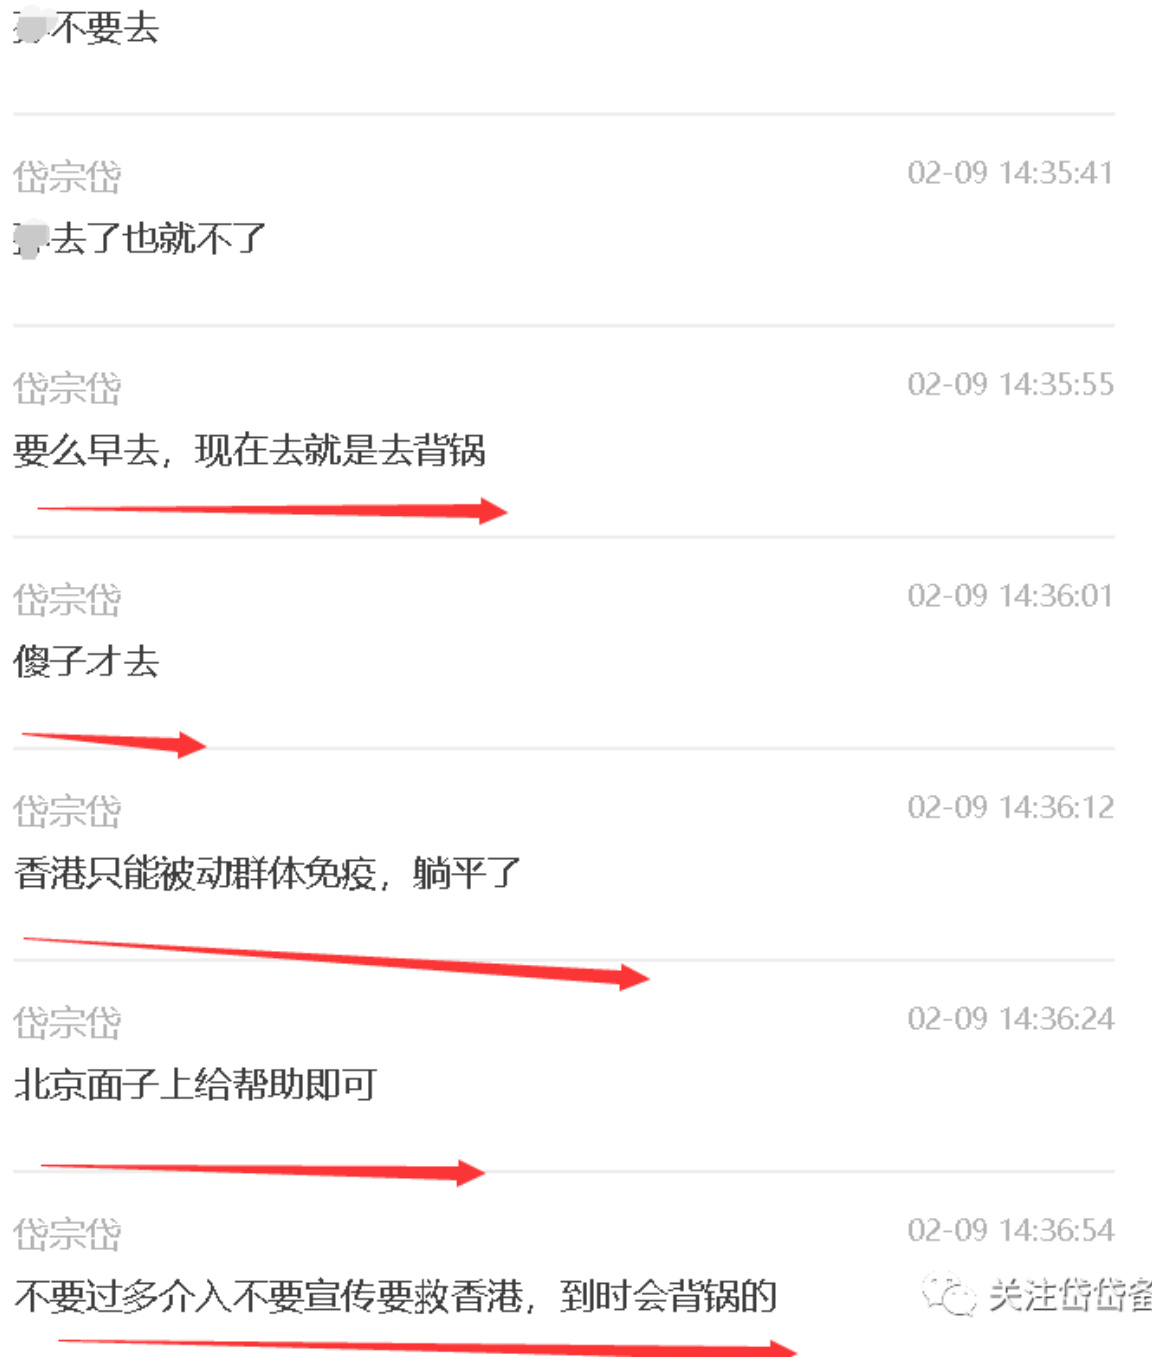 不要去
岱宗岱 02-09 14:35:41
去了也就不了
岱宗岱 02-09 14:35:55
要么早去，现在去就是去背锅
岱宗岱 02-09 14:36:01
傻子才去
岱宗岱 02-09 14:36:12
香港只能被动群体免疫，躺平了
岱宗岱 02-09 14:36:24
北京面子上给帮助即可
岱宗岱 02-09 14:36:54
不要过多介入不要宣传要救香港，到时会背锅的
关注岱岱备